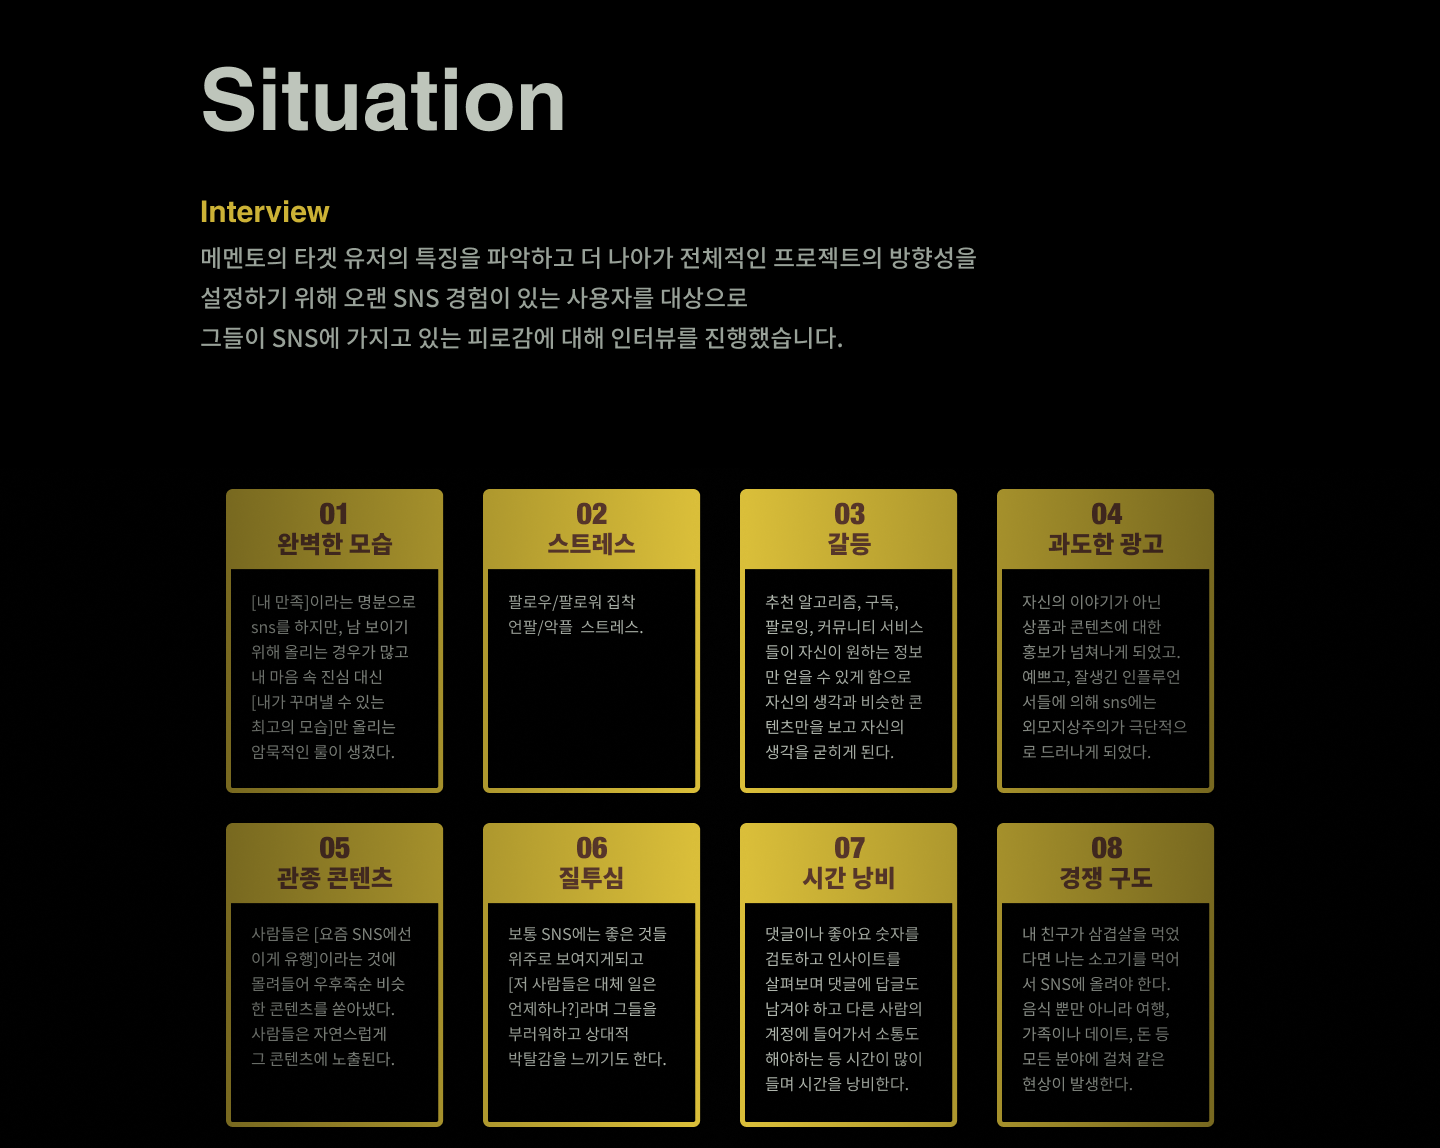 Situation
Interview
메멘토의 타겟 유저의 특징을 파악하고 더 나아가 전체적인 프로젝트의 방향성을
설정하기 위해 오랜 SNS 경험이 있는 사용자를 대상으로
그들이 SNS에 가지고 있는 피로감에 대해 인터뷰를 진행했습니다.
01
완벽한 모습
[내 만족]이라는 명분으로
sns를 하지만, 남 보이기
위해 올리는 경우가 많고
내 마음 속 진심 대신
[내가 꾸며낼 수 있는
최고의 모습]만 올리는
암묵적인 룰이 생겼다.
02
스트레스
팔로우/팔로워 집착
언팔/악플  스트레스.
03
갈등
추천 알고리즘, 구독,
팔로잉, 커뮤니티 서비스
들이 자신이 원하는 정보
만 얻을 수 있게 함으로
자신의 생각과 비슷한 콘
텐츠만을 보고 자신의
생각을 굳히게 된다.
04
과도한 광고
자신의 이야기가 아닌
상품과 콘텐츠에 대한
홍보가 넘쳐나게 되었고.
예쁘고, 잘생긴 인플루언
서들에 의해 sns에는
외모지상주의가 극단적으
로 드러나게 되었다.
05
관종 콘텐츠
사람들은 [요즘 SNS에선
이게 유행]이라는 것에
몰려들어 우후죽순 비슷
한 콘텐츠를 쏟아냈다.
사람들은 자연스럽게
그 콘텐츠에 노출된다.
06
질투심
보통 SNS에는 좋은 것들
위주로 보여지게되고
[저 사람들은 대체 일은
언제하나?]라며 그들을
부러워하고 상대적
박탈감을 느끼기도 한다.
07
시간 낭비
댓글이나 좋아요 숫자를
검토하고 인사이트를
살펴보며 댓글에 답글도
남겨야 하고 다른 사람의
계정에 들어가서 소통도
해야하는 등 시간이 많이
들며 시간을 낭비한다.
08
경쟁 구도
내 친구가 삼겹살을 먹었
다면 나는 소고기를 먹어
서 SNS에 올려야 한다.
음식 뿐만 아니라 여행,
가족이나 데이트, 돈 등
모든 분야에 걸쳐 같은
현상이 발생한다.